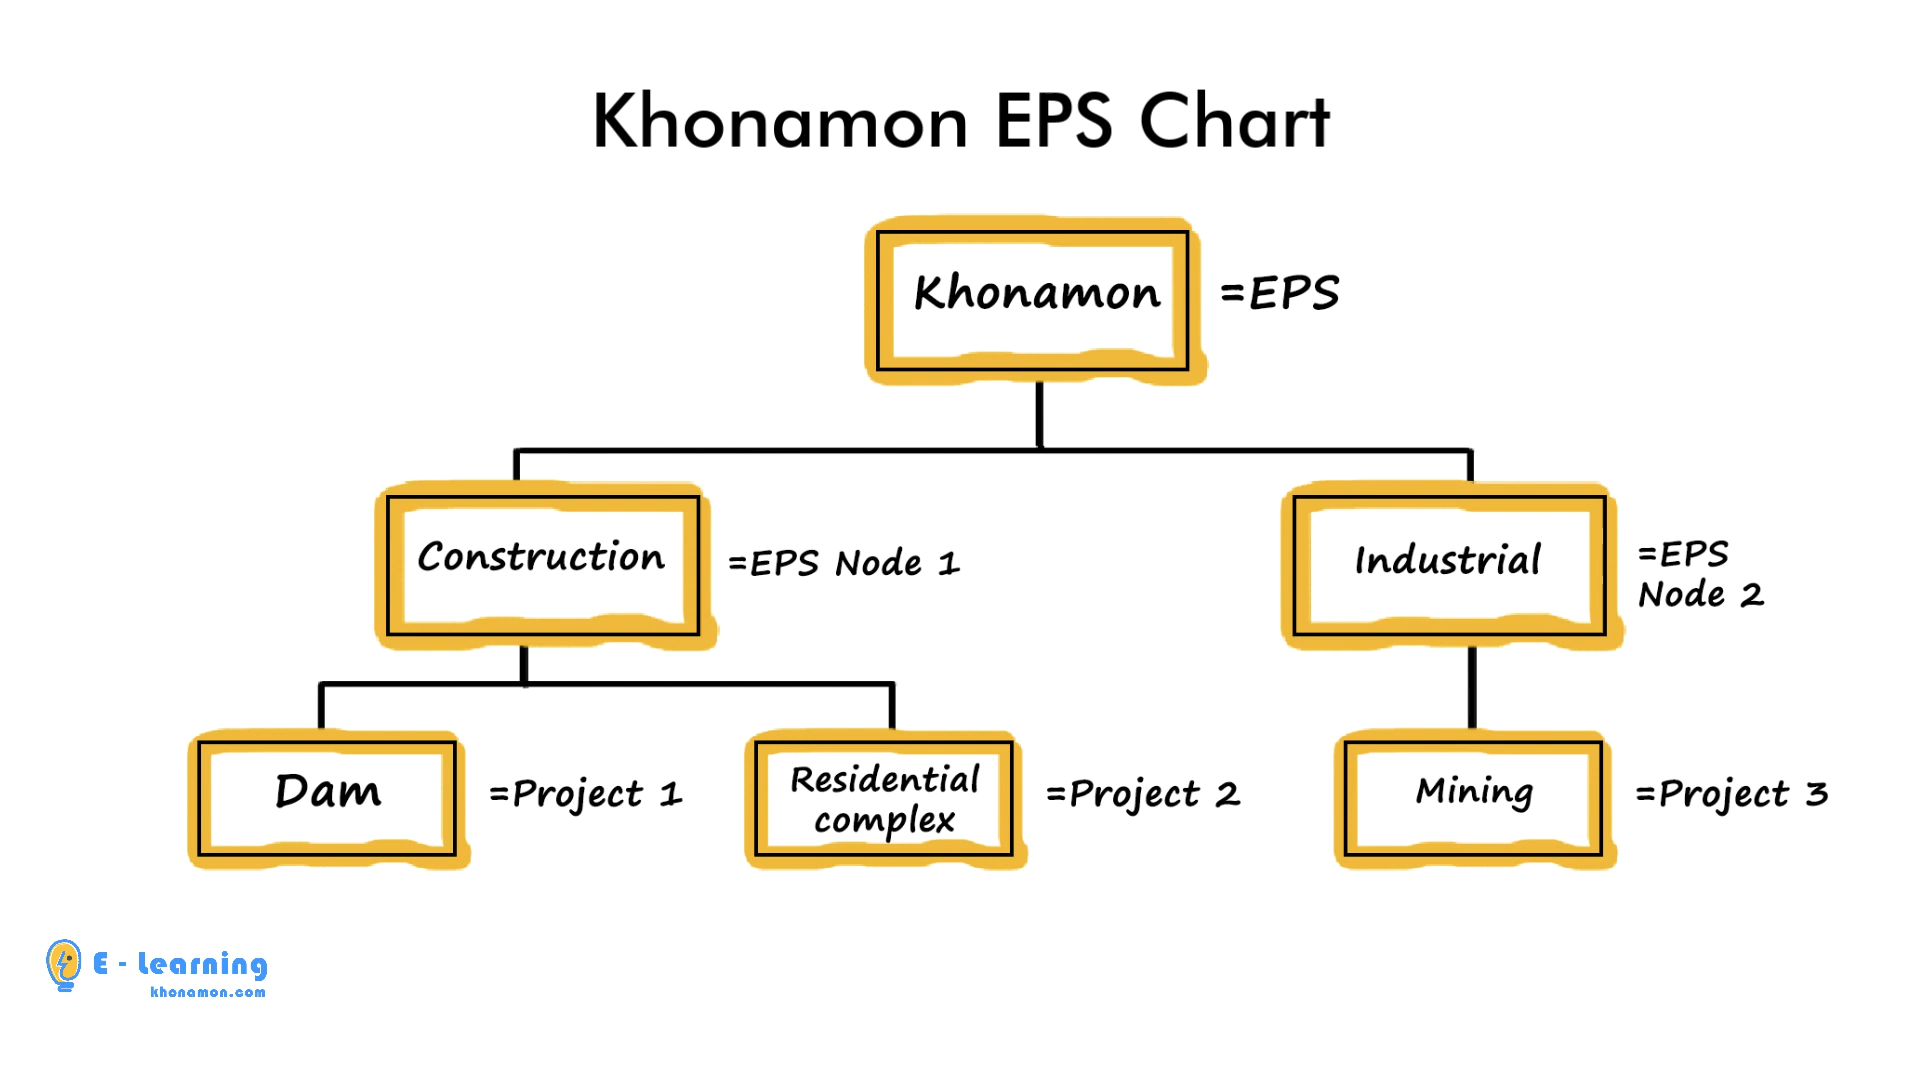 Khonamon EPS Chart
Khonamon =EPS
Construction =EPS Node 1
Industrial =EPS
Node 2
Dam =Project 1
Residential
complex =Project 2
Mining =Project 3
E - Learning
khonamon.com